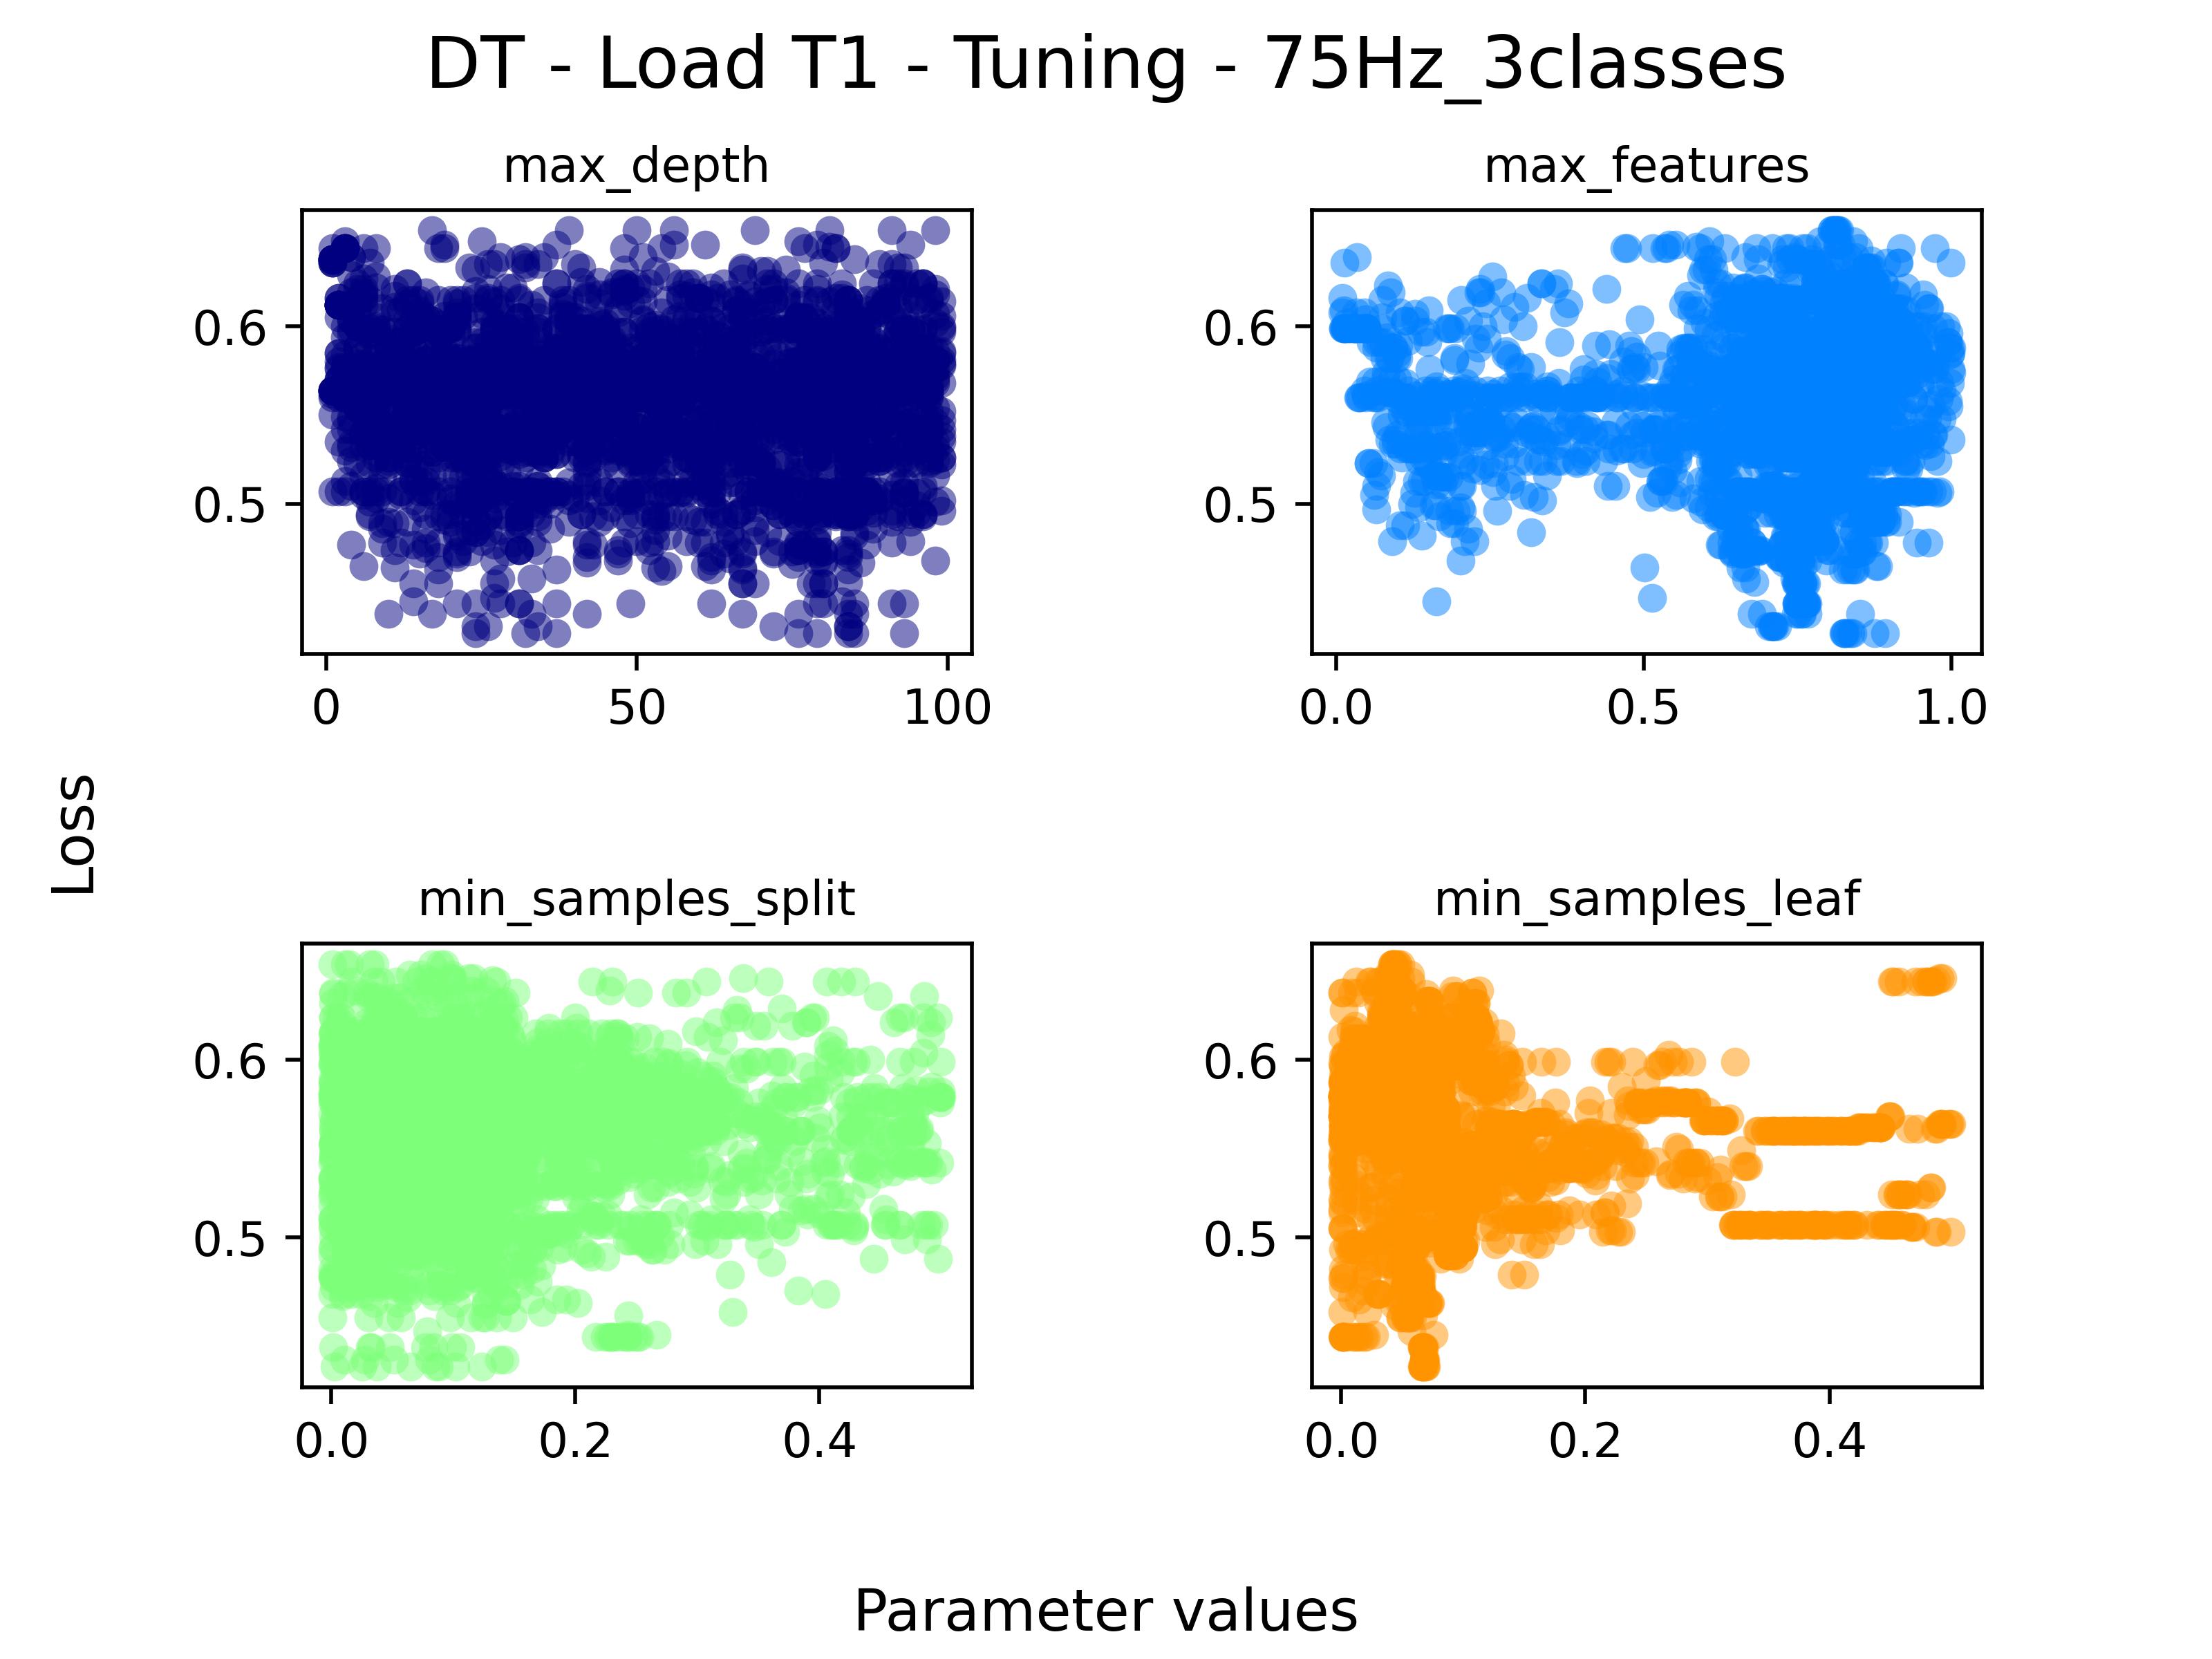 DT - Load T1 - Tuning - 75Hz_3classes
max_depth
max_features
0.6
0.5
0
50
100
0.6
0.5
0.0
0.5
1.0
Loss
min_samples_split
min_samples_leaf
0.6
0.5
0.0
0.2
0.4
0.6
0.5
0.0
0.2
0.4
Parameter values